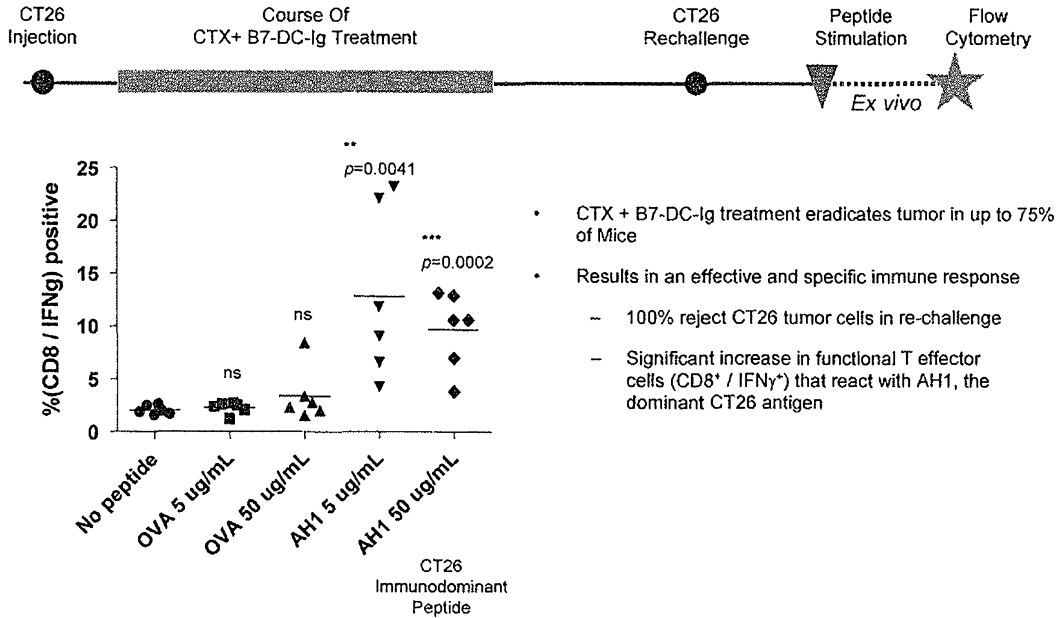 CT26
Injection
Course Of
CTX+ B7-DC-Ig Treatment
CT26
Rechallenge
Peptide
Stimulation
Flow
Cytometry
Ex vivo
%(CD8 / IFNg) positive
25
20
15
10
5
0
ns
ns
**
p=0.0041
***
p=0.0002
No peptide
OVA 5 ug/mL
OVA 50 ug/mL
AH1 5 ug/mL
AH1 50 ug/mL
CT26
Immunodominant
Peptide
• CTX + B7-DC-Ig treatment eradicates tumor in up to 75%
of Mice
• Results in an effective and specific immune response
– 100% reject CT26 tumor cells in re-challenge
– Significant increase in functional T effector
cells (CD8⁺ / IFNγ⁺) that react with AH1, the
dominant CT26 antigen